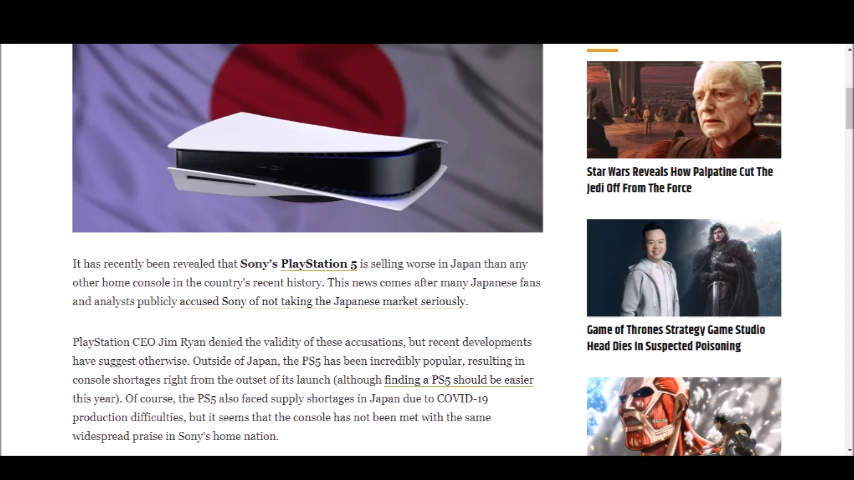 It has recently been revealed that Sony's PlayStation 5 is selling worse in Japan than any
other home console in the country's recent history. This news comes after many Japanese fans
and analysts publicly accused Sony of not taking the Japanese market seriously.
PlayStation CEO Jim Ryan denied the validity of these accusations, but recent developments
have suggest otherwise. Outside of Japan, the PS5 has been incredibly popular, resulting in
console shortages right from the outset of its launch (although finding a PS5 should be easier
this year). Of course, the PS5 also faced supply shortages in Japan due to COVID-19
production difficulties, but it seems that the console has not been met with the same
widespread praise in Sony's home nation.
Star Wars Reveals How Palpatine Cut The
Jedi Off From The Force
Game of Thrones Strategy Game Studio
Head Dies In Suspected Poisoning